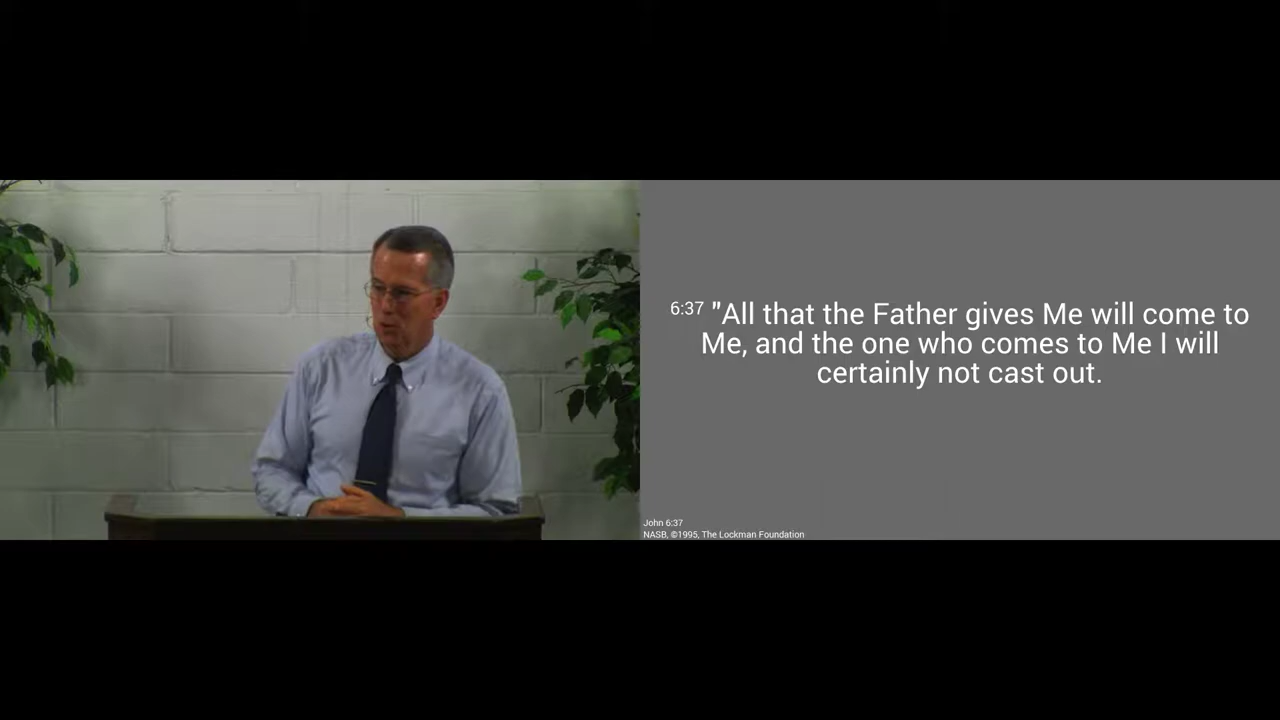 6:37 "All that the Father gives Me will come to
Me, and the one who comes to Me I will
certainly not cast out.
John 6:37
NASB, ©1995, The Lockman Foundation